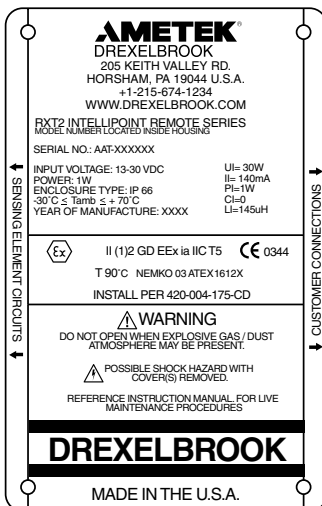 AMETEK®
DREXELBROOK
205 KEITH VALLEY RD.
HORSHAM, PA 19044 U.S.A.
+1-215-674-1234
WWW.DREXELBROOK.COM
RXT2 INTELLIPOINT REMOTE SERIES
MODEL NUMBER LOCATED INSIDE HOUSING
SERIAL NO.: AAT-XXXXXX
INPUT VOLTAGE: 13-30 VDC
POWER: 1W
ENCLOSURE TYPE: IP 66
-30°C ≤ Tamb ≤ + 70°C
YEAR OF MANUFACTURE: XXXX
UI= 30W
II= 140mA
PI=1W
CI=0
LI=145uH
SENSING ELEMENT CIRCUITS
CUSTOMER CONNECTIONS
Ex II (1)2 GD EEx ia IIC T5 CE 0344
T 90°C NEMKO 03 ATEX1612X
INSTALL PER 420-004-175-CD
WARNING
DO NOT OPEN WHEN EXPLOSIVE GAS / DUST
ATMOSPHERE MAY BE PRESENT.
POSSIBLE SHOCK HAZARD WITH
COVER(S) REMOVED.
REFERENCE INSTRUCTION MANUAL. FOR LIVE
MAINTENANCE PROCEDURES
DREXELBROOK
MADE IN THE U.S.A.